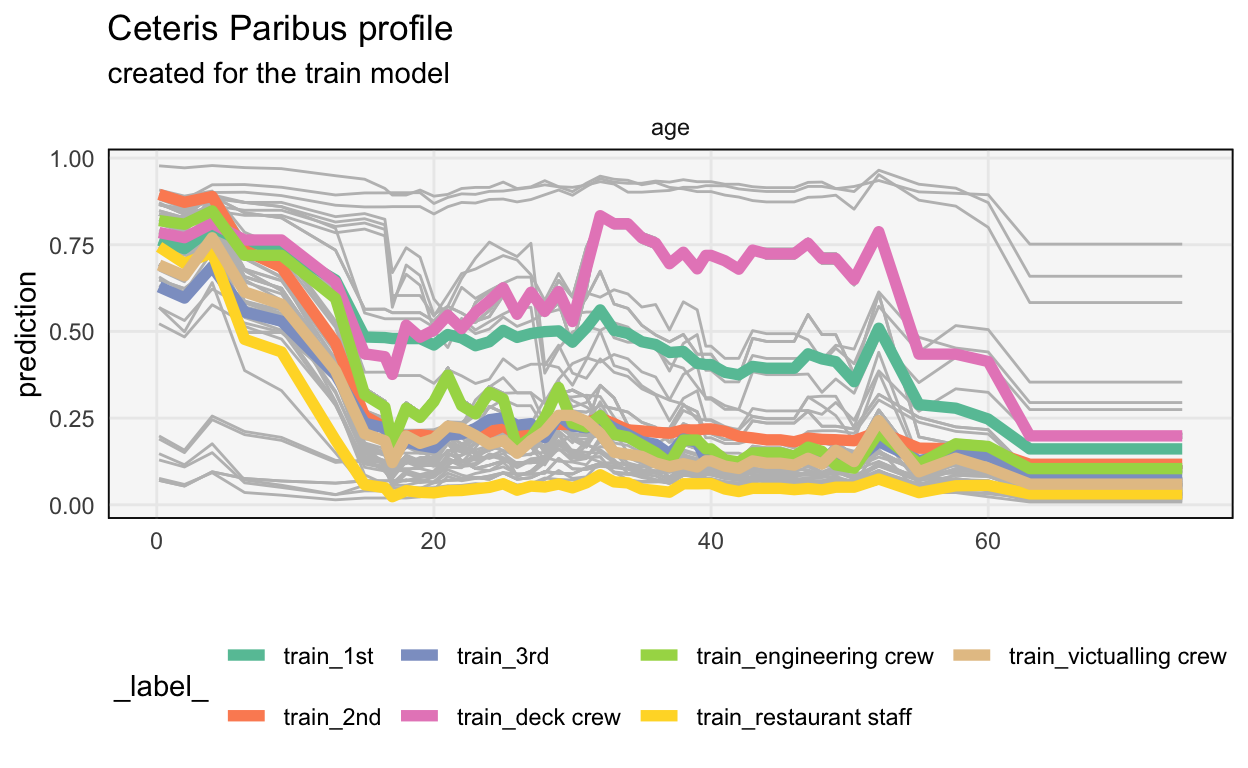 Ceteris Paribus profile
created for the train model
age
prediction
1.00
0.75
0.50
0.25
0.00
0 20 40 60
_label_
train_1st train_3rd train_engineering crew train_victualling crew
train_2nd train_deck crew train_restaurant staff